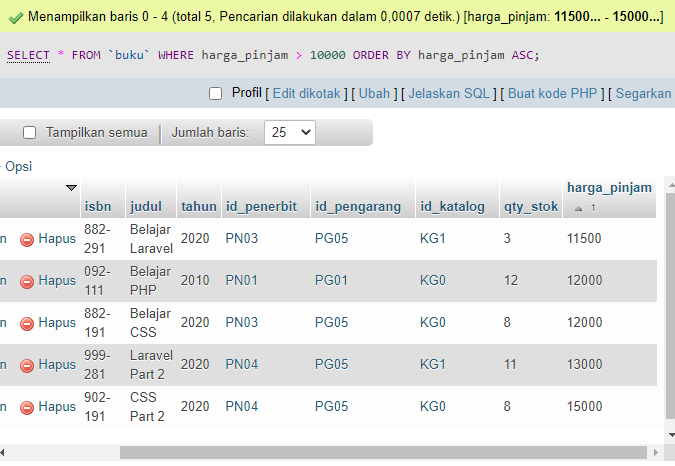 Menampilkan baris 0 - 4 (total 5, Pencarian dilakukan dalam 0,0007 detik.) [harga_pinjam: 11500... - 15000...]
SELECT * FROM `buku` WHERE harga_pinjam > 10000 ORDER BY harga_pinjam ASC;
Profil [ Edit dikotak ] [ Ubah ] [ Jelaskan SQL ] [ Buat kode PHP ] [ Segarkan
Tampilkan semua | Jumlah baris: 25
Opsi
isbn judul tahun id_penerbit id_pengarang id_katalog qty_stok harga_pinjam 1
n Hapus 882-291 Belajar Laravel 2020 PN03 PG05 KG1 3 11500
n Hapus 092-111 Belajar PHP 2010 PN01 PG01 KG0 12 12000
n Hapus 882-191 Belajar CSS 2020 PN03 PG05 KG0 8 12000
n Hapus 999-281 Laravel Part 2 2020 PN04 PG05 KG1 11 13000
n Hapus 902-191 CSS Part 2 2020 PN04 PG05 KG0 8 15000